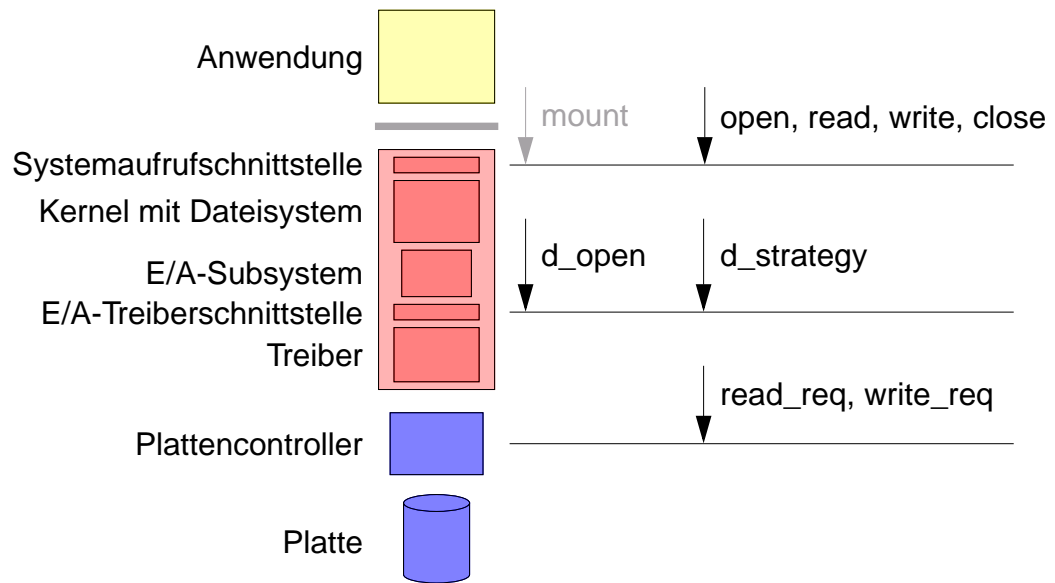 Anwendung
mount
open, read, write, close
Systemaufrufschnittstelle
Kernel mit Dateisystem
E/A-Subsystem
d_open
d_strategy
E/A-Treiberschnittstelle
Treiber
read_req, write_req
Plattencontroller
Platte